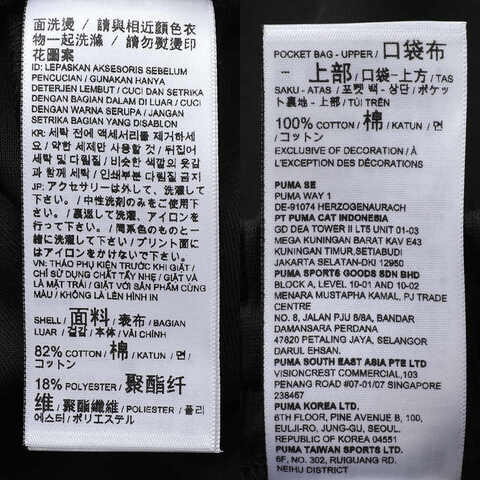 面洗燙 / 請與相近顏色衣
物一起洗滌 / 請勿熨燙印
花圖案
ID: LEPASKAN AKSESORIS SEBELUM
PENCUCIAN / GUNAKAN HANYA
DETERJEN LEMBUT / CUCI DAN SETRIKA
DENGAN BAGIAN DALAM DI LUAR / CUCI
DENGAN WARNA SERUPA / JANGAN
SETRIKA BAGIAN YANG DISABLON
KR: 세탁 전에 액세서리를 제거하세
요 / 약한 세제만 사용할 것 / 뒤집어
세탁 및 다림질 / 비슷한 색깔의 옷감
과 함께 세탁 / 인쇄부분 다림질 금지
JP: アクセサリーは外して、洗濯して
下さい。/ 中性洗剤のみをご使用下さ
い。/ 裏返して洗濯、アイロンを
行って下さい。/ 同系色のものと一
緒に洗濯して下さい / プリント面に
はアイロンをかけないで下さい。
VN: THÁO PHỤ KIỆN TRƯỚC KHI GIẶT /
CHỈ SỬ DỤNG CHẤT TẨY NHẸ / GIẶT VÀ
LÀ MẶT TRÁI / GIẶT VỚI SẢN PHẨM CÙNG
MÀU / KHÔNG LÀ LÊN HÌNH IN
SHELL / 面料 / 表布 / BAGIAN
LUAR / 겉감 / 本体 / VẢI CHÍNH
82% COTTON / 棉 / KATUN / 면 /
コットン
18% POLYESTER / 聚酯纤
维 / 聚酯纖維 / POLIESTER / 폴리
에스터 / ポリエステル
POCKET BAG - UPPER / 口袋布
- 上部 / 口袋 - 上方 / TAS
SAKU - ATAS / 포켓 백 - 상단 / ポケッ
ト裏地 - 上部 / TÚI TRÊN
100% COTTON / 棉 / KATUN / 면
/ コットン
EXCLUSIVE OF DECORATION / À
L'EXCEPTION DES DÉCORATIONS
PUMA SE
PUMA WAY 1
DE-91074 HERZOGENAURACH
PT PUMA CAT INDONESIA
GD DEA TOWER II LT5 UNIT 01-03
MEGA KUNINGAN BARAT KAV E43
KUNINGAN TIMUR, SETIABUDI
JAKARTA SELATAN-DKI 12950
PUMA SPORTS GOODS SDN BHD
BLOCK A, LEVEL 10-01 AND 10-02
MENARA MUSTAPHA KAMAL, PJ TRADE
CENTRE
NO. 8, JALAN PJU 8/8A, BANDAR
DAMANSARA PERDANA
47820 PETALING JAYA, SELANGOR
DARUL EHSAN.
PUMA SOUTH EAST ASIA PTE LTD
VISIONCREST COMMERCIAL,103
PENANG ROAD #07-01/07 SINGAPORE
238467
PUMA KOREA LTD.
6TH FLOOR, PINE AVENUE B, 100,
EULJI-RO, JUNG-GU, SEOUL.
REPUBLIC OF KOREA 04551
PUMA TAIWAN SPORTS LTD.
6F, NO. 302, RUIGUANG RD.
NEIHU DISTRICT